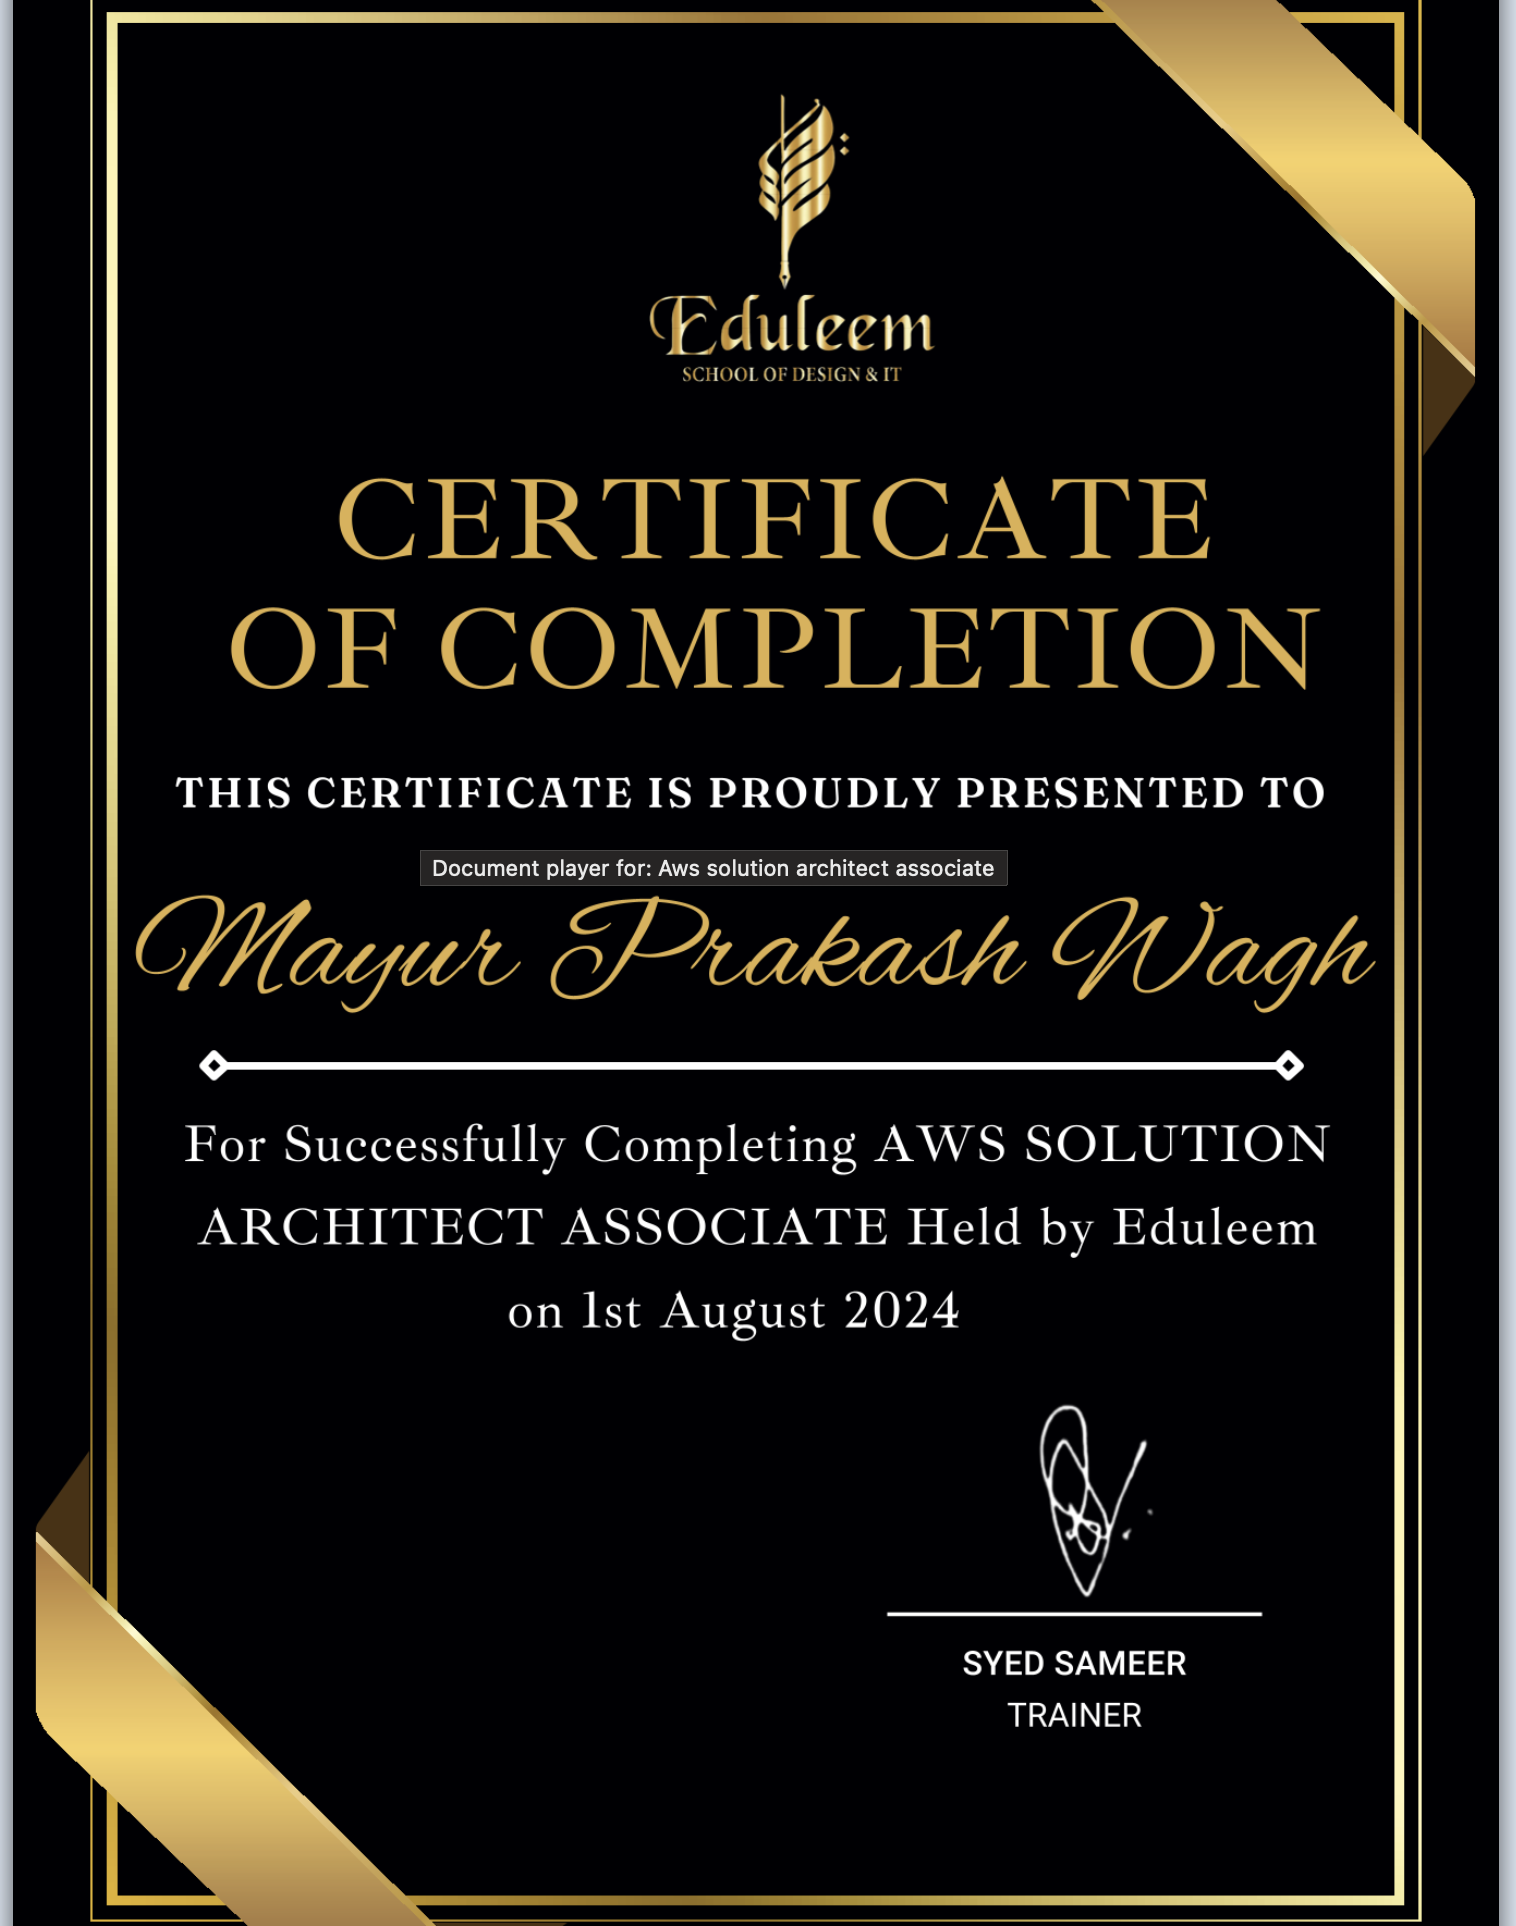 Eduleem
SCHOOL OF DESIGN & IT
CERTIFICATE
OF COMPLETION
THIS CERTIFICATE IS PROUDLY PRESENTED TO
Document player for: Aws solution architect associate
Mayur Prakash Wagh
For Successfully Completing AWS SOLUTION
ARCHITECT ASSOCIATE Held by Eduleem
on 1st August 2024
SYED SAMEER
TRAINER